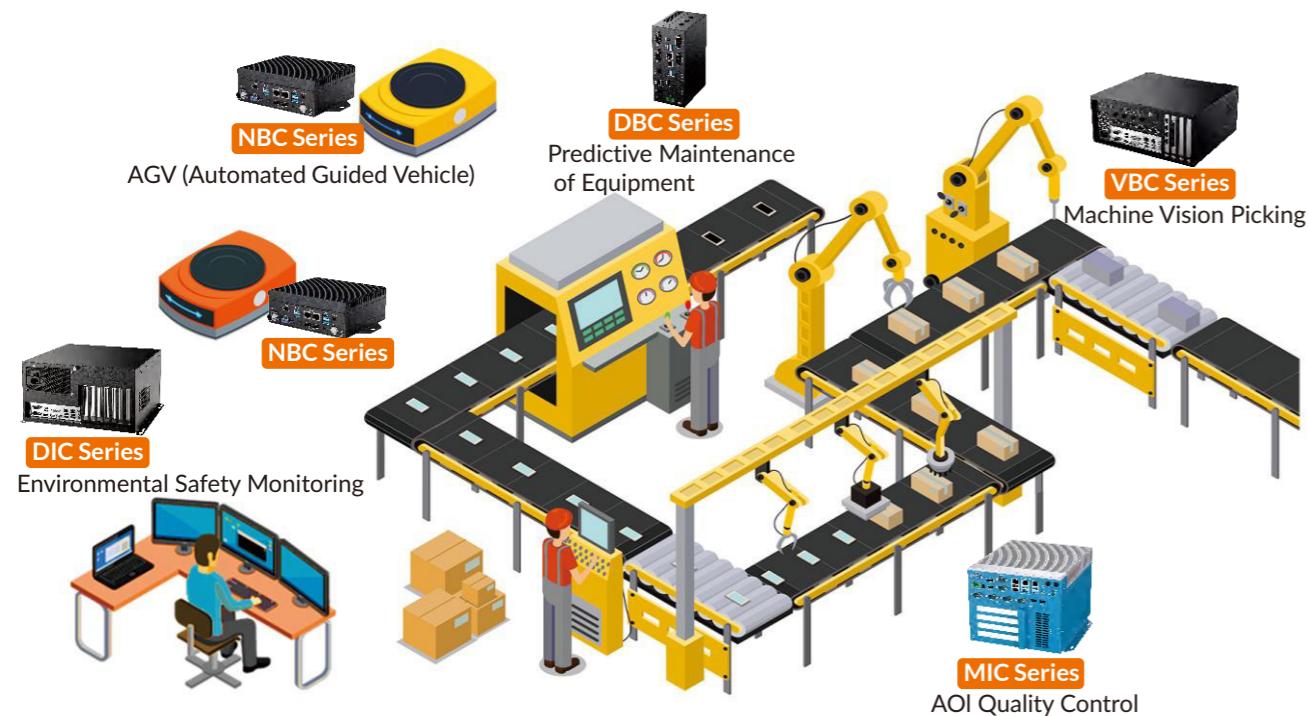 NBC Series
AGV (Automated Guided Vehicle)
DBC Series
Predictive Maintenance
of Equipment
VBC Series
Machine Vision Picking
NBC Series
DIC Series
Environmental Safety Monitoring
MIC Series
AOI Quality Control